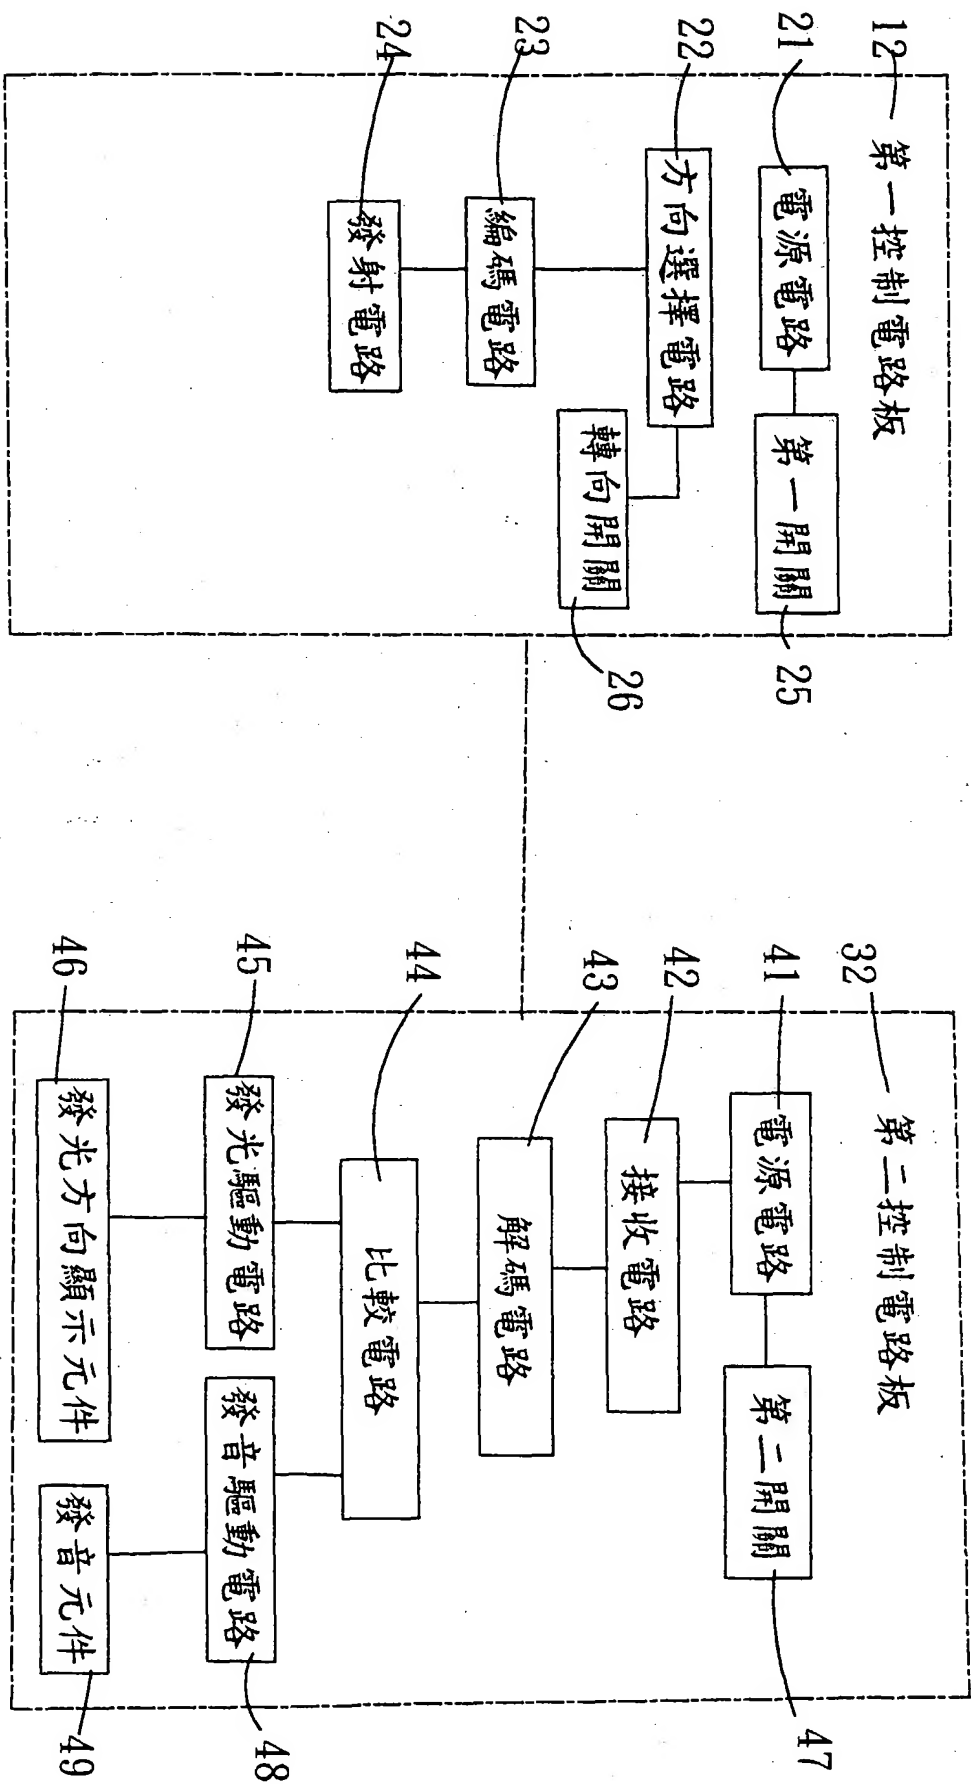 12 第一控制電路板
21 電源電路
第一開關 25
22 方向選擇電路
轉向開關 26
23 編碼電路
24 發射電路
32 第二控制電路板
41 電源電路
第二開關 47
42 接收電路
43 解碼電路
44 比較電路
45 發光驅動電路
發音驅動電路 48
46 發光方向顯示元件
發音元件 49